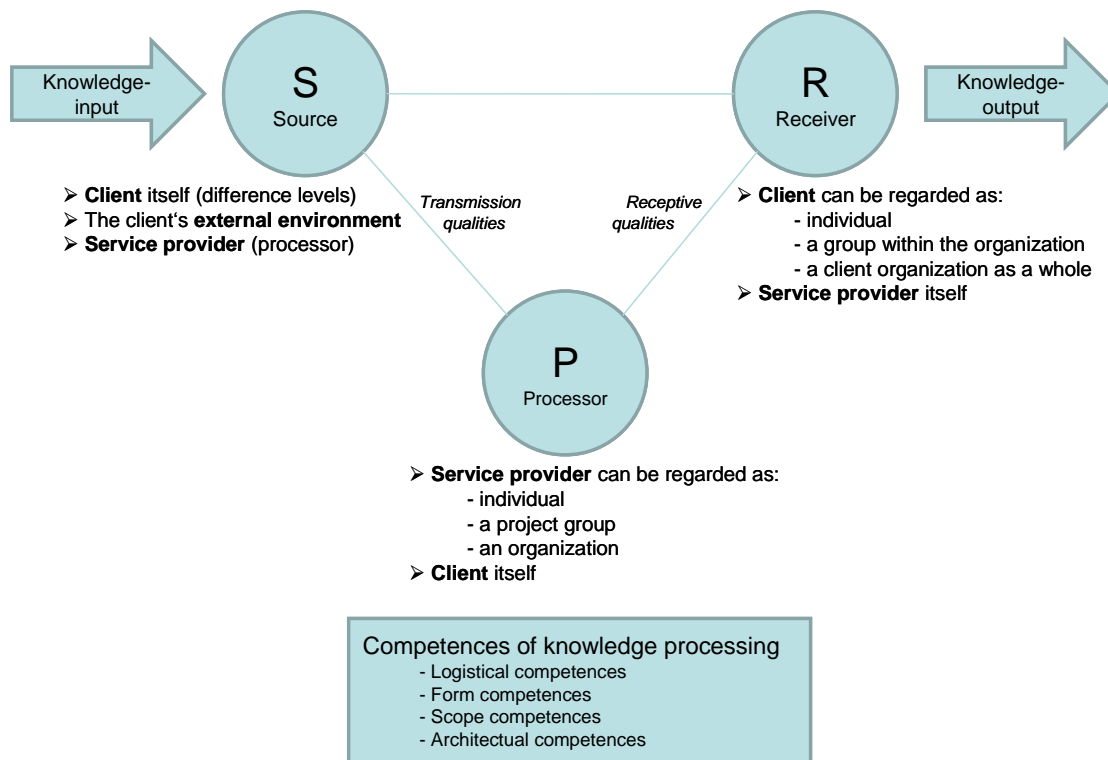 Knowledge-
input
S
Source
R
Receiver
Knowledge-
output
➢ Client itself (difference levels)
➢ The client‘s external environment
➢ Service provider (processor)
Transmission
qualities
Receptive
qualities
➢ Client can be regarded as:
- individual
- a group within the organization
- a client organization as a whole
➢ Service provider itself
P
Processor
➢ Service provider can be regarded as:
- individual
- a project group
- an organization
➢ Client itself
Competences of knowledge processing
- Logistical competences
- Form competences
- Scope competences
- Architectual competences